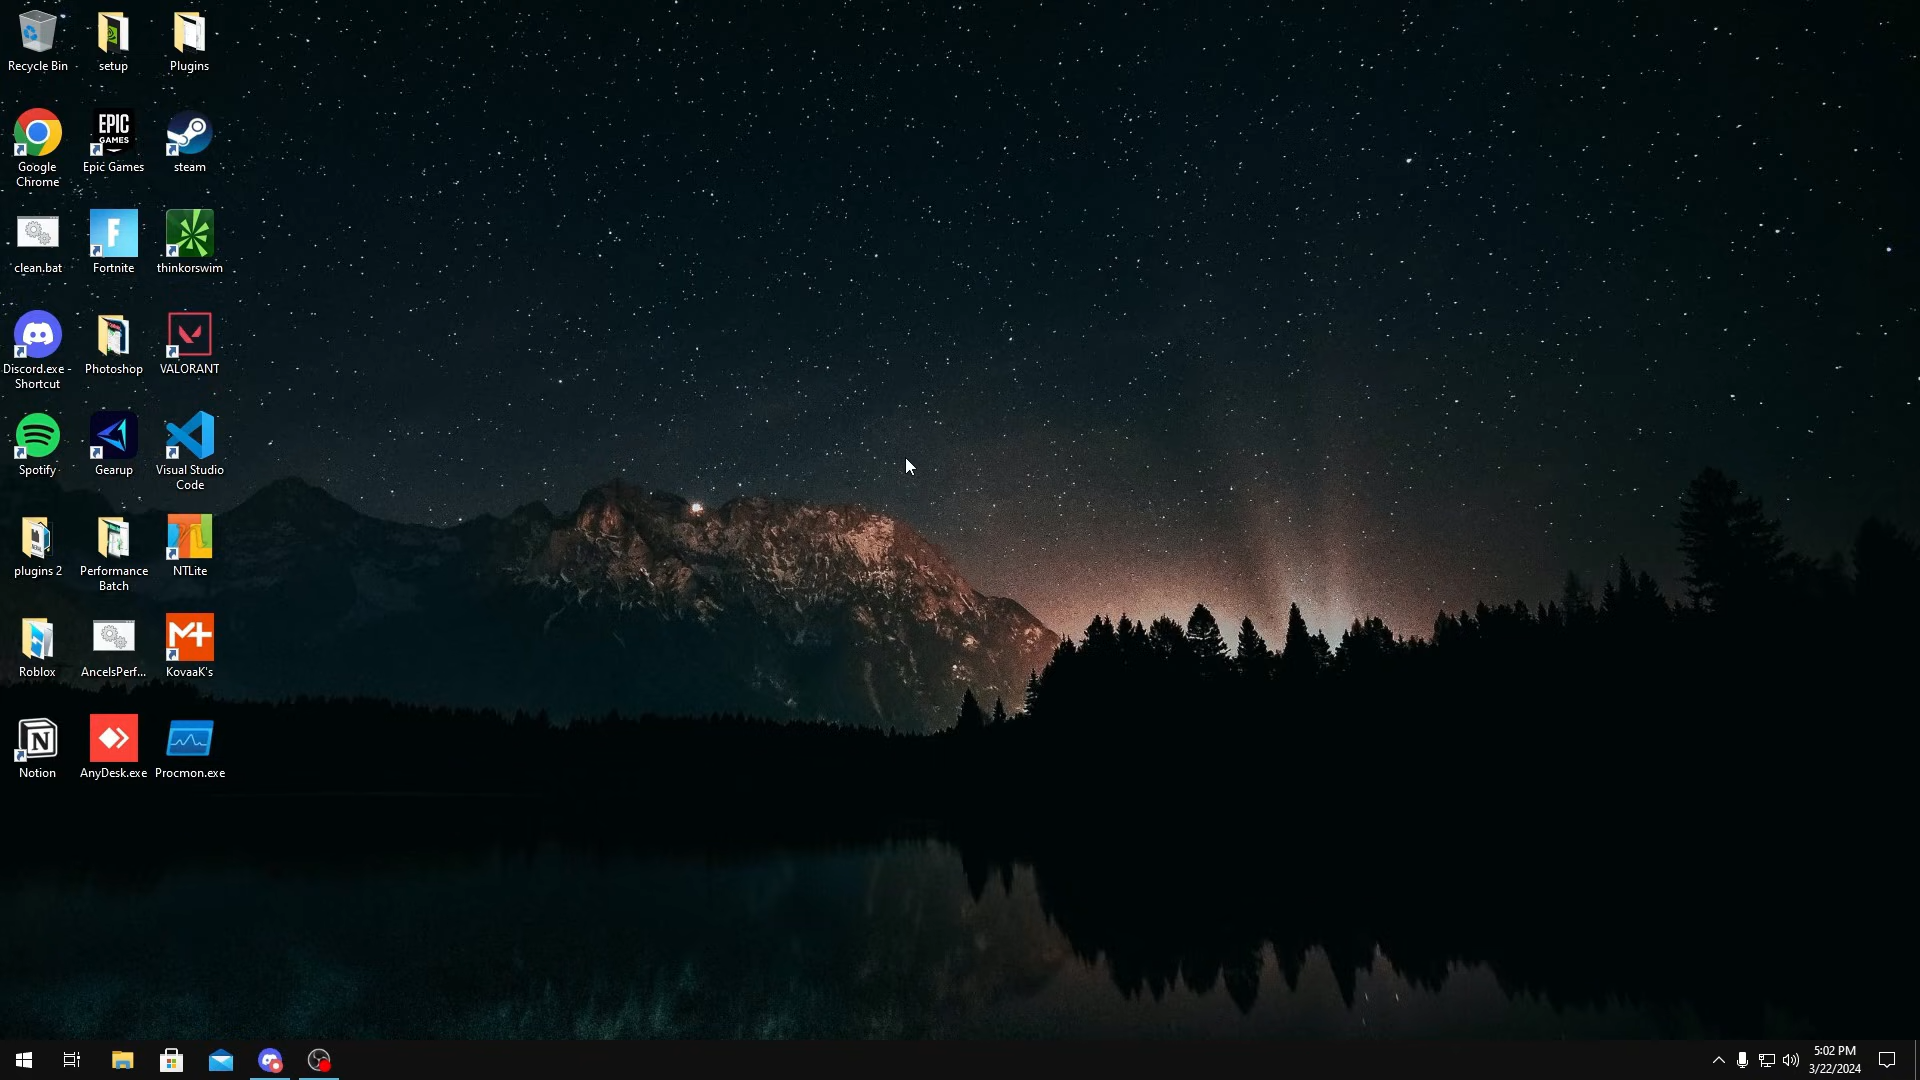 Recycle Bin
setup
Plugins
Google
Chrome
EPIC
GAMES
Epic Games
steam
clean.bat
F
Fortnite
thinkorswim
Discord.exe -
Shortcut
Photoshop
VALORANT
Spotify
Gearup
Visual Studio
Code
plugins 2
Performance
Batch
NTLite
Roblox
AncelsPerf...
M+
KovaaK's
N
Notion
AnyDesk.exe
Procmon.exe
5:02 PM
3/22/2024